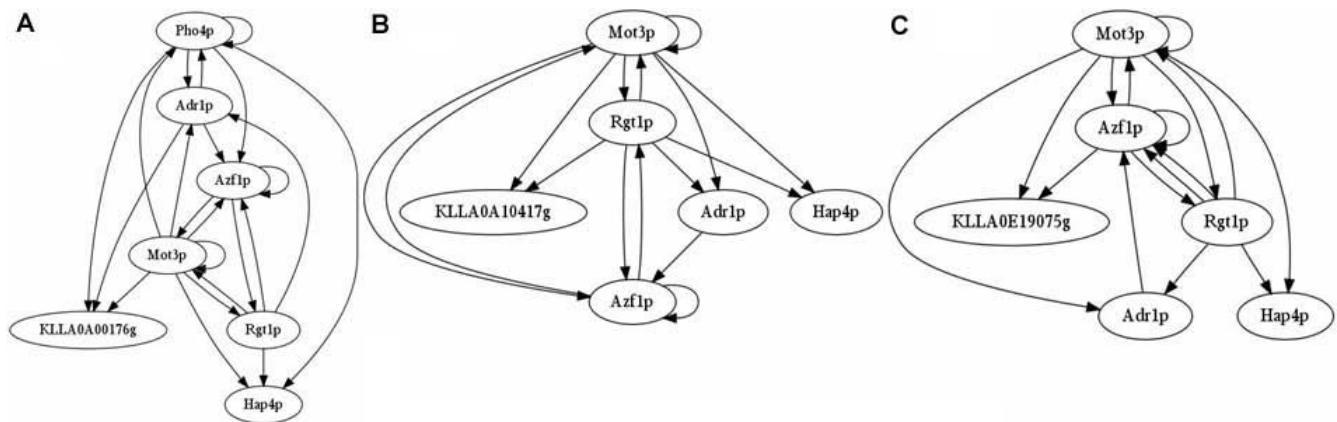 A
Pho4p
Adr1p
Azf1p
Mot3p
KLLA0A00176g
Rgt1p
Hap4p
B
Mot3p
Rgt1p
KLLA0A10417g
Adr1p
Hap4p
Azf1p
C
Mot3p
Azf1p
KLLA0E19075g
Rgt1p
Adr1p
Hap4p